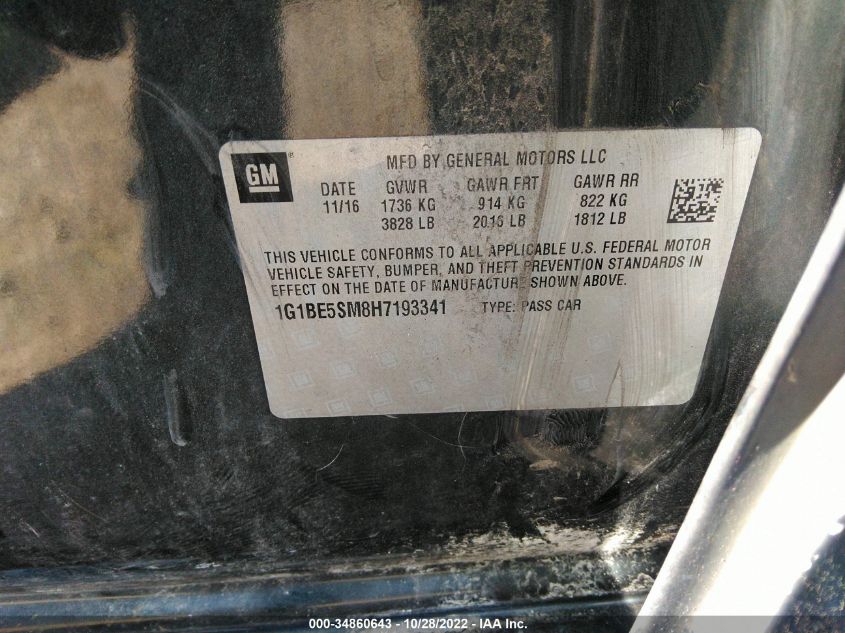 GM ®
MFD BY GENERAL MOTORS LLC
DATE GVWR GAWR FRT GAWR RR
11/16 1736 KG 914 KG 822 KG
3828 LB 2015 LB 1812 LB
THIS VEHICLE CONFORMS TO ALL APPLICABLE U.S. FEDERAL MOTOR
VEHICLE SAFETY, BUMPER, AND THEFT PREVENTION STANDARDS IN
EFFECT ON THE DATE OF MANUFACTURE SHOWN ABOVE.
1G1BE5SM8H7193341 TYPE: PASS CAR
000-34860643 - 10/28/2022 - IAA Inc.